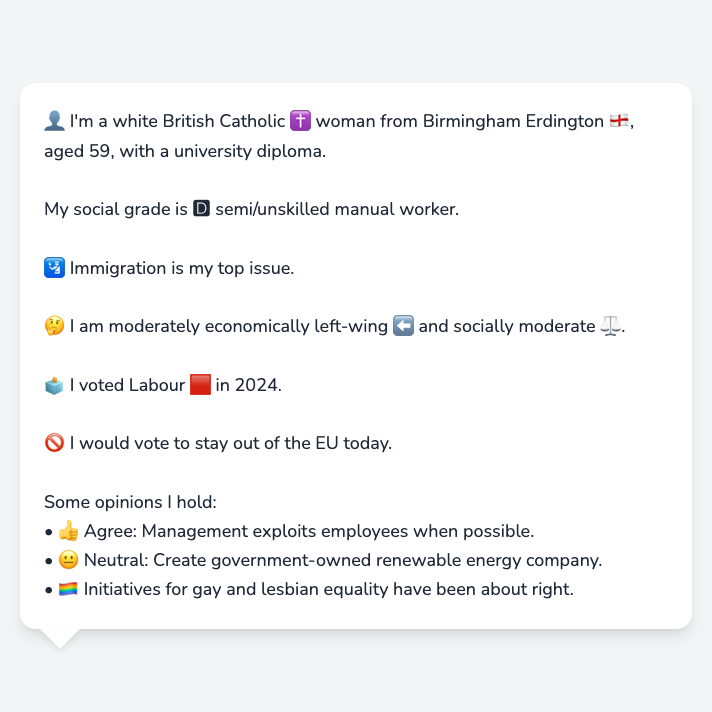 👤 I'm a white British Catholic ✝️ woman from Birmingham Erdington 🏴󠁧󠁢󠁥󠁮󠁧󠁿,
aged 59, with a university diploma.
My social grade is 🅳 semi/unskilled manual worker.
🛂 Immigration is my top issue.
🤔 I am moderately economically left-wing ⬅️ and socially moderate ⚖️.
🗳️ I voted Labour 🟥 in 2024.
🚫 I would vote to stay out of the EU today.
Some opinions I hold:
• 👍 Agree: Management exploits employees when possible.
• 😐 Neutral: Create government-owned renewable energy company.
• 🏳️‍🌈 Initiatives for gay and lesbian equality have been about right.